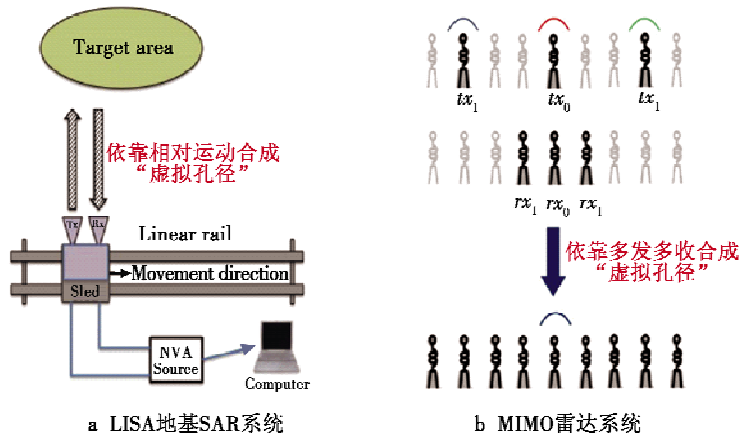 Target area
依靠相对运动合成
“虚拟孔径”
Tx
Rx
Linear rail
Movement direction
Sled
NVA
Source
Computer
a LISA地基SAR系统
tx1
tx0
tx1
rx1
rx0
rx1
依靠多发多收合成
“虚拟孔径”
b MIMO雷达系统